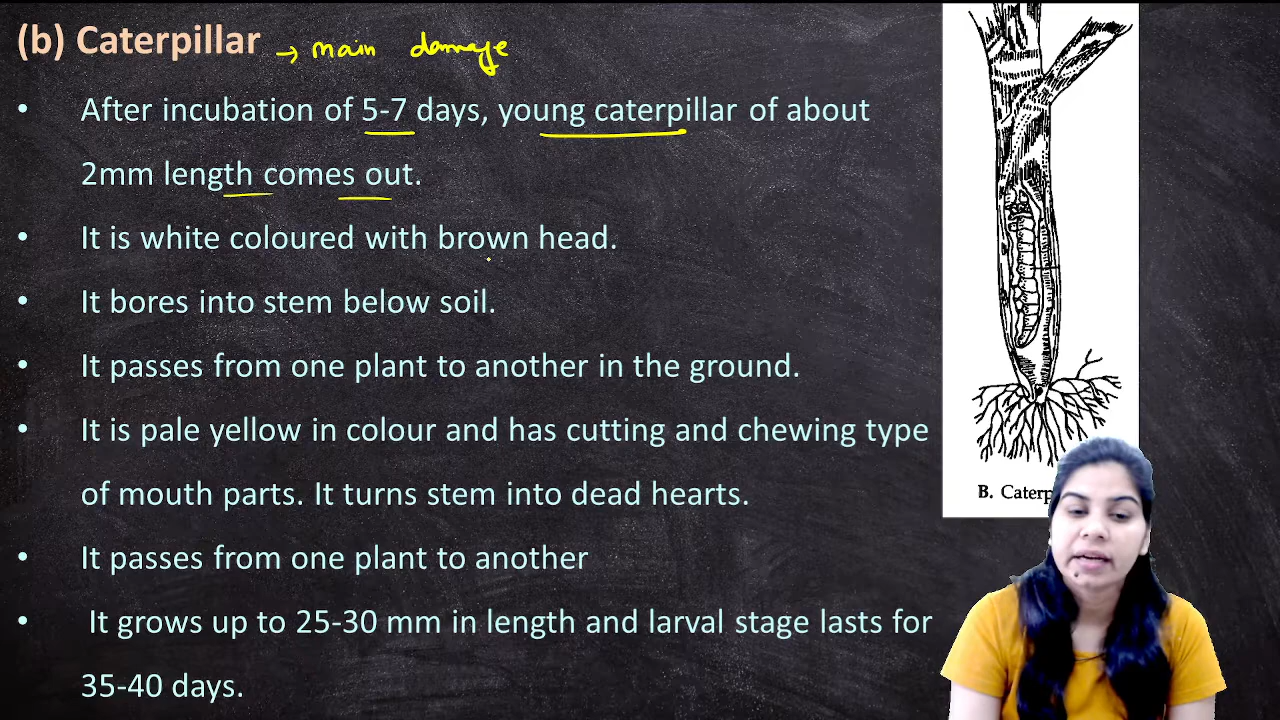 (b) Caterpillar → main damage
• After incubation of 5-7 days, young caterpillar of about
2mm length comes out.
• It is white coloured with brown head.
• It bores into stem below soil.
• It passes from one plant to another in the ground.
• It is pale yellow in colour and has cutting and chewing type
of mouth parts. It turns stem into dead hearts.
• It passes from one plant to another
• It grows up to 25-30 mm in length and larval stage lasts for
35-40 days.
B. Caterp